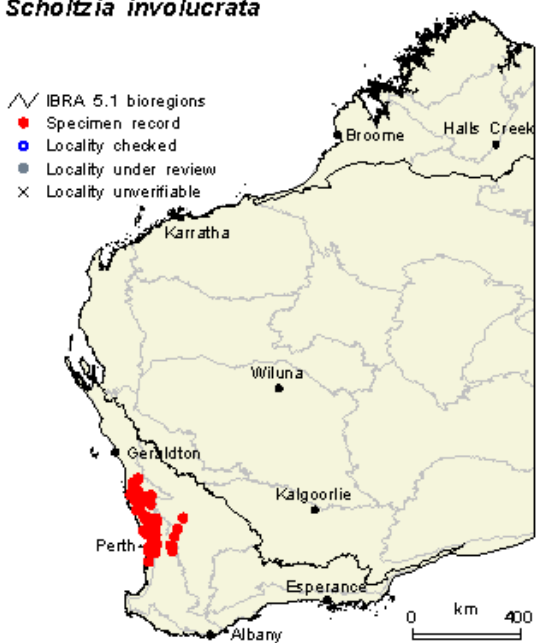 Scholtzia involucrata
IBRA 5.1 bioregions
Specimen record
Locality checked
Locality under review
Locality unverifiable
Broome
Halls Creek
Karratha
Wiluna
Geraldton
Kalgoorlie
Perth
Esperance
Albany
0 km 400